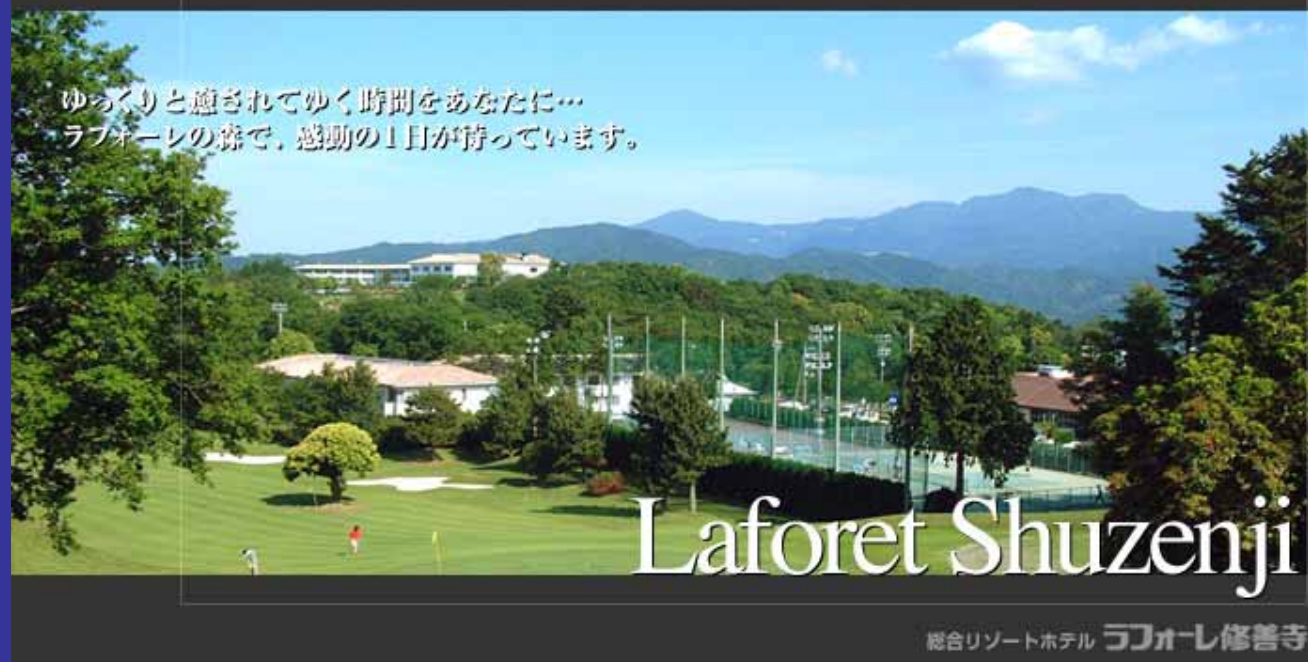 ゆっくりと癒されてゆく時間をあなたに…
ラフォーレの森で、感動の1日が待っています。
Laforet Shuzenji
総合リゾートホテル ラフォーレ修善寺